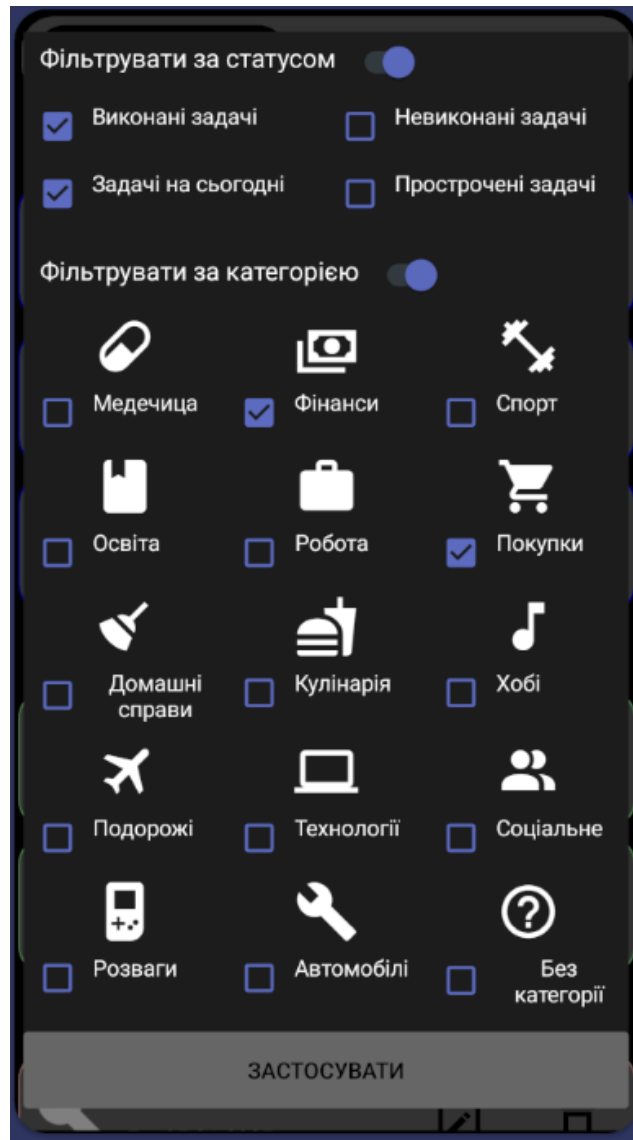 Фільтрувати за статусом
Виконані задачі
Невиконані задачі
Задачі на сьогодні
Прострочені задачі
Фільтрувати за категорією
Медечица
Фінанси
Спорт
Освіта
Робота
Покупки
Домашні
справи
Кулінарія
Хобі
Подорожі
Технології
Соціальне
Розваги
Автомобілі
Без
категорії
ЗАСТОСУВАТИ